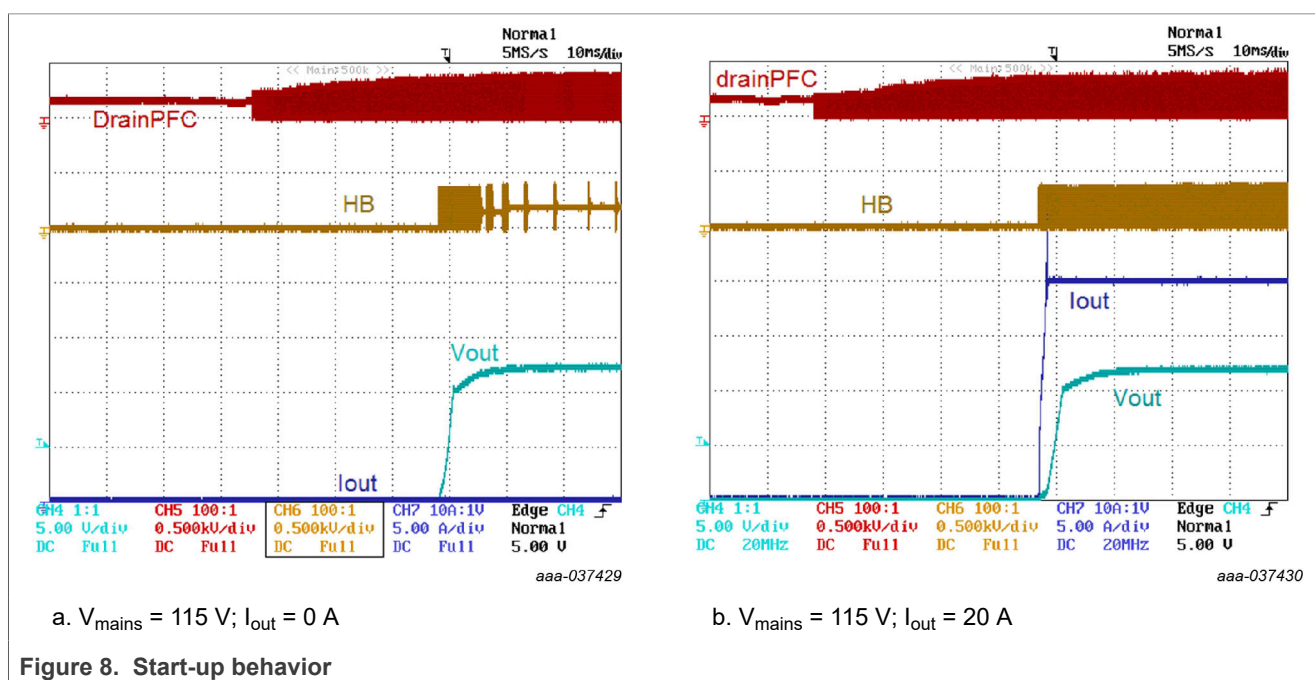 Normal
5MS/s 10ms/div
<< Main:500k >>
DrainPFC
HB
Vout
Iout
CH4 1:1 CH5 100:1 CH6 100:1 CH7 10A:1V Edge CH4
5.00 V/div 0.500kV/div 0.500kV/div 5.00 A/div Normal
DC Full DC Full DC Full DC Full 5.00 V
aaa-037429
a. Vmains = 115 V; Iout = 0 A
Normal
5MS/s 10ms/div
<< Main:500k >>
drainPFC
HB
Iout
Vout
CH4 1:1 CH5 100:1 CH6 100:1 CH7 10A:1V Edge CH4
5.00 V/div 0.500kV/div 0.500kV/div 5.00 A/div Normal
DC 20MHz DC Full DC Full DC 20MHz 5.00 V
aaa-037430
b. Vmains = 115 V; Iout = 20 A
Figure 8. Start-up behavior